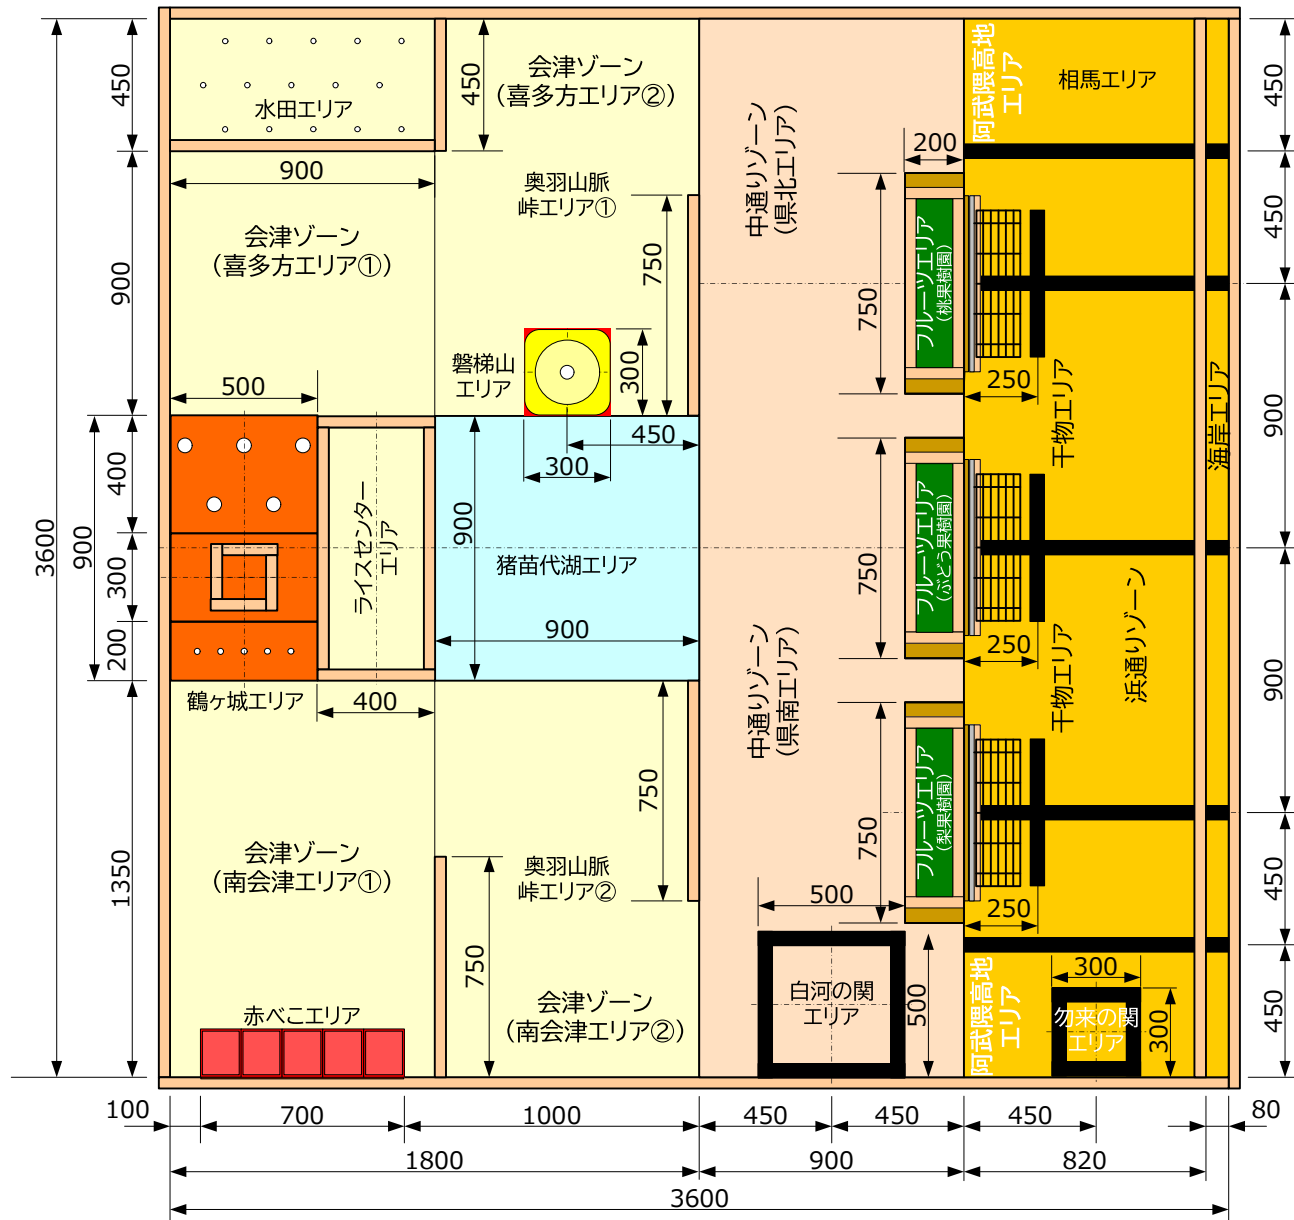 450
450
水田エリア
会津ゾーン
（喜多方エリア②）
阿武隈高地
エリア
相馬エリア
450
中通りゾーン
（県北エリア）
200
900
奥羽山脈
峠エリア①
会津ゾーン
（喜多方エリア①）
900
750
750
フルーツエリア
（桃果樹園）
450
磐梯山
エリア
300
500
250
干物エリア
海岸エリア
900
450
300
400
900
300
200
3600
ライスセンター
エリア
900
猪苗代湖エリア
900
750
フルーツエリア
（ぶどう果樹園）
250
干物エリア
浜通りゾーン
900
鶴ヶ城エリア
400
中通りゾーン
（県南エリア）
750
750
フルーツエリア
（梨果樹園）
会津ゾーン
（南会津エリア①）
1350
奥羽山脈
峠エリア②
750
500
250
450
赤べこエリア
会津ゾーン
（南会津エリア②）
白河の関
エリア
500
阿武隈高地
エリア
300
勿来の関
エリア
300
450
100
700
1000
450
450
450
80
1800
900
820
3600